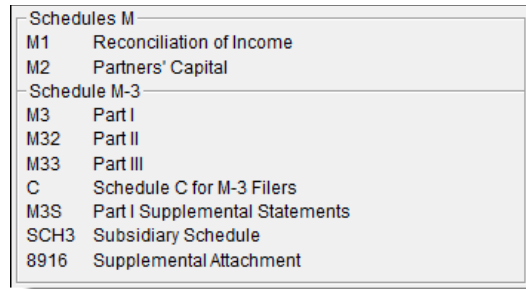 Schedules M
M1 Reconciliation of Income
M2 Partners' Capital
Schedule M-3
M3 Part I
M32 Part II
M33 Part III
C Schedule C for M-3 Filers
M3S Part I Supplemental Statements
SCH3 Subsidiary Schedule
8916 Supplemental Attachment